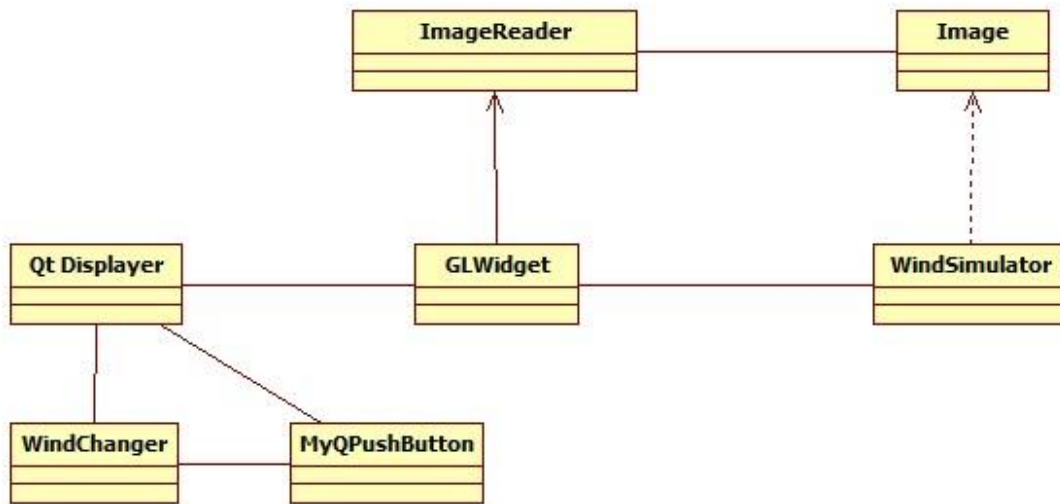 ImageReader
Image
Qt Displayer
GLWidget
WindSimulator
WindChanger
MyQPushButton